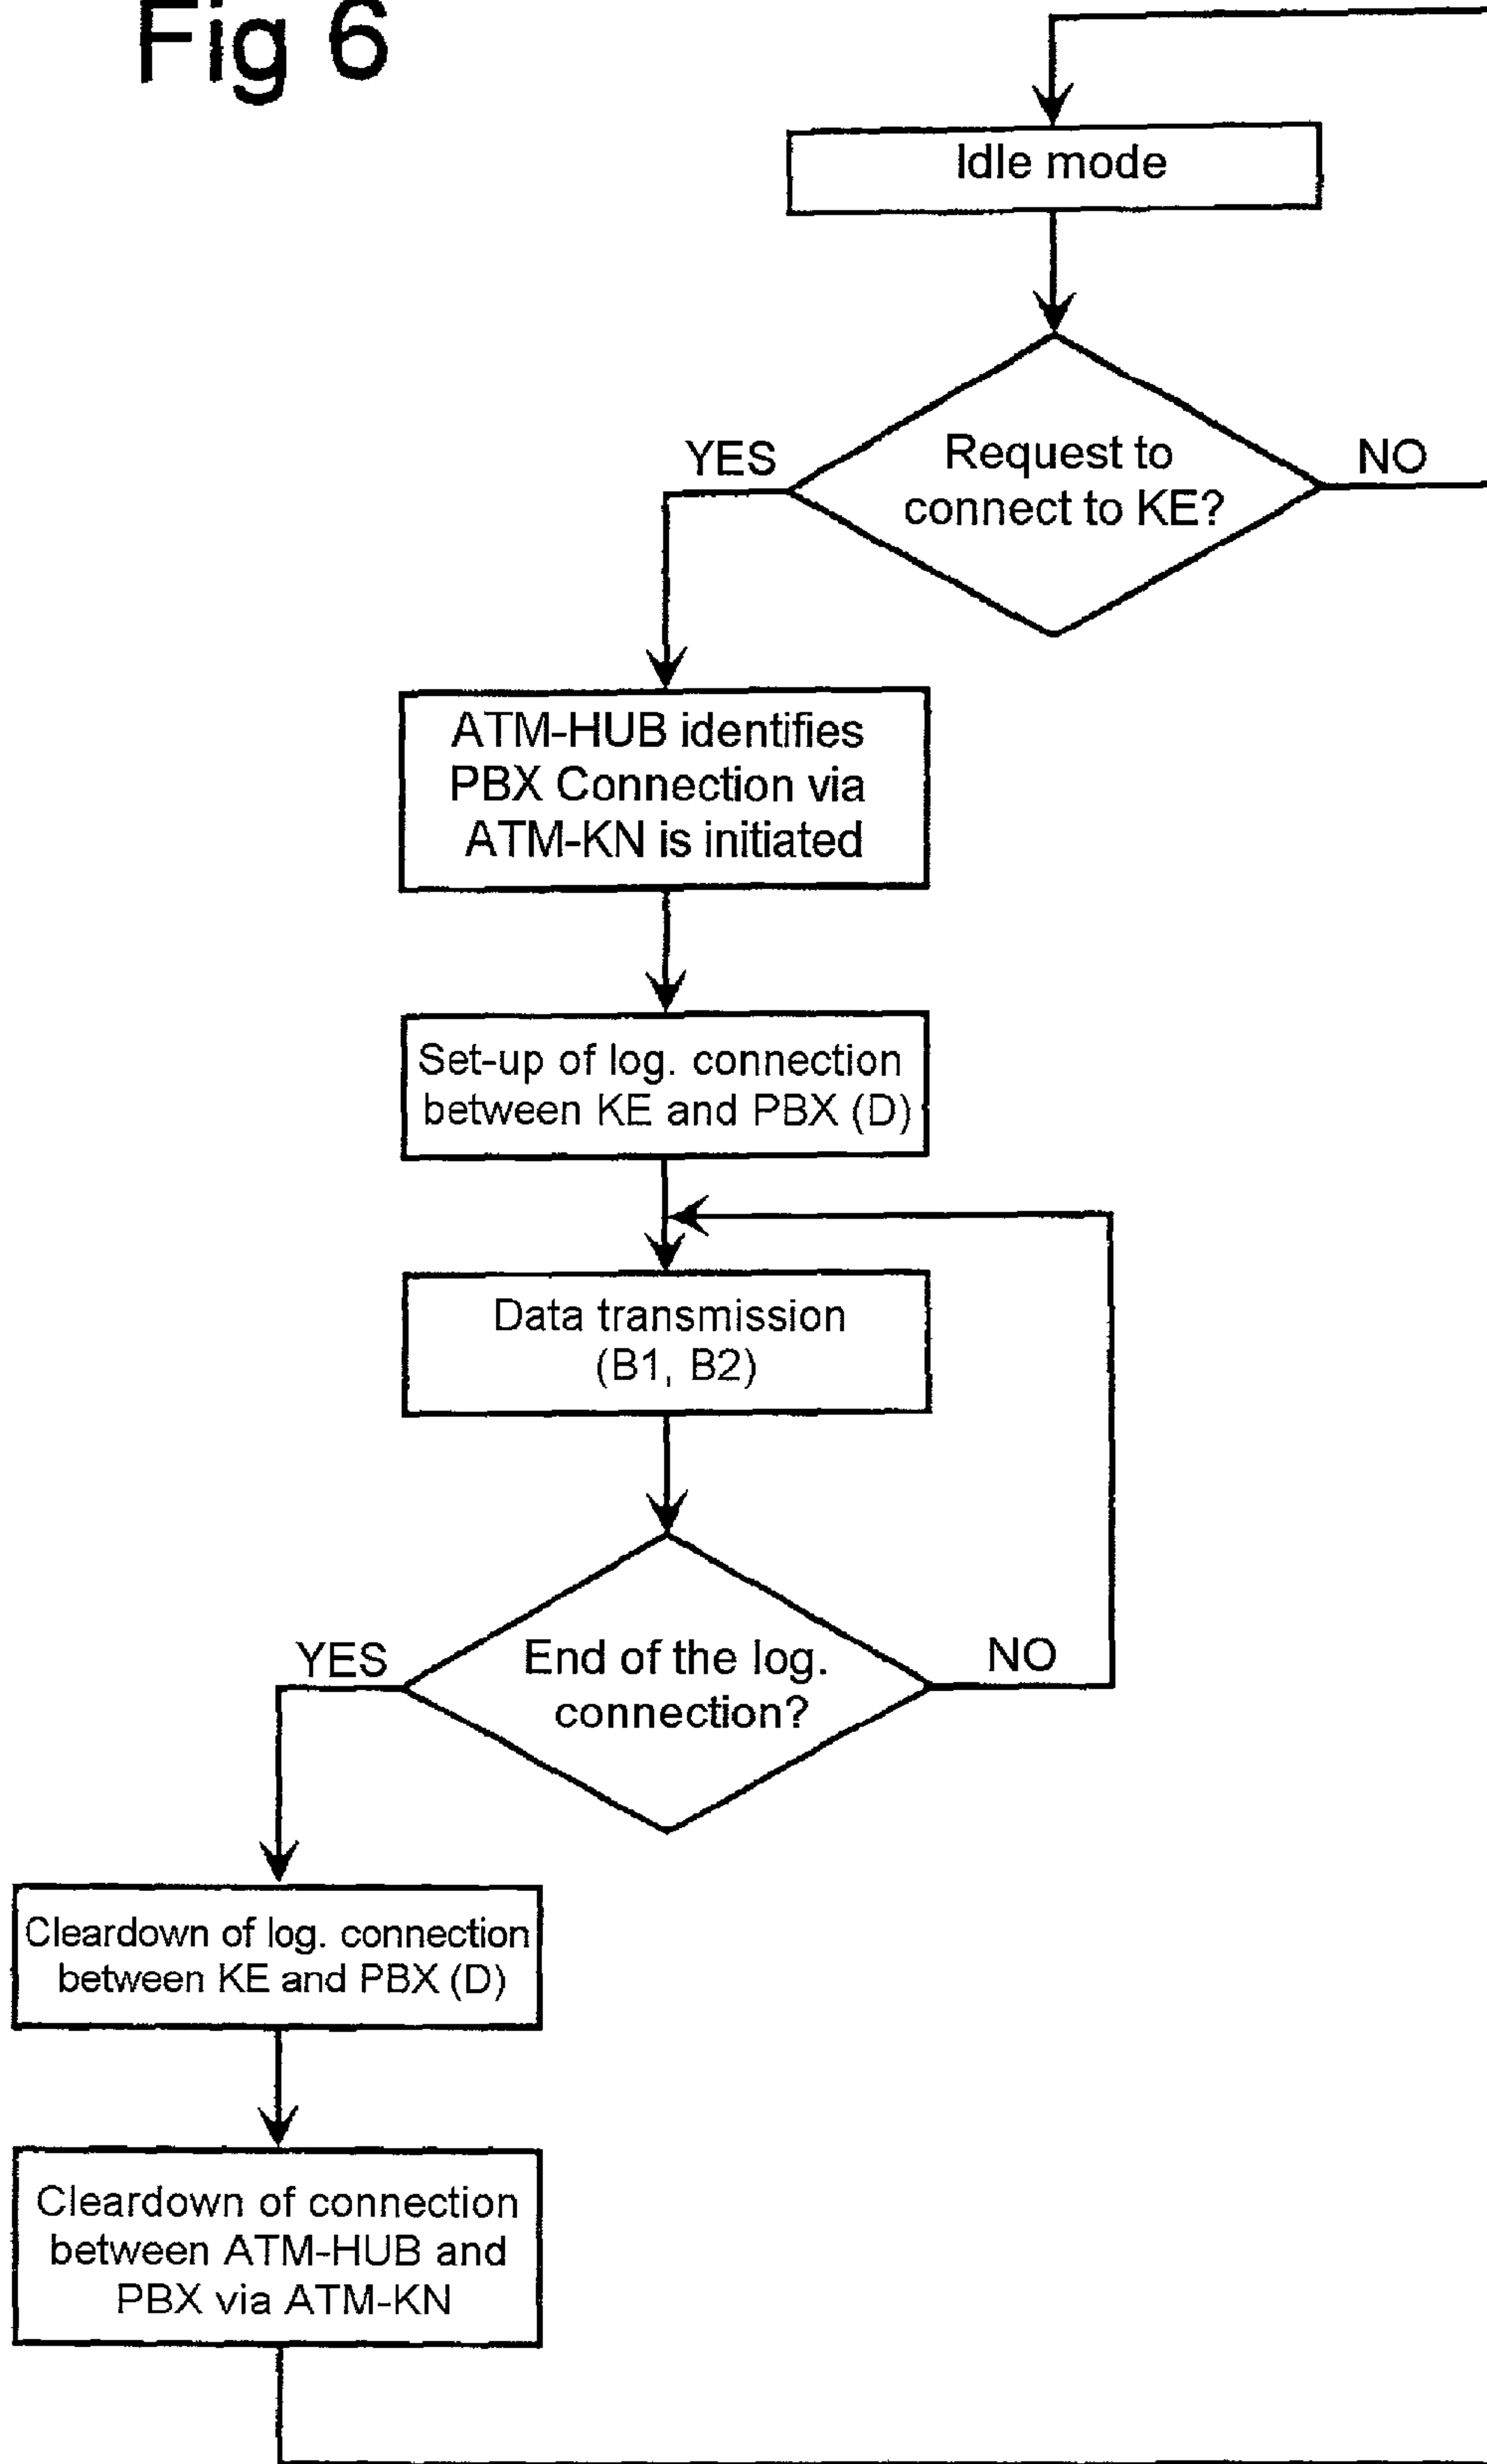 Fig 6
Idle mode
Request to
connect to KE?
YES
NO
ATM-HUB identifies
PBX Connection via
ATM-KN is initiated
Set-up of log. connection
between KE and PBX (D)
Data transmission
(B1, B2)
End of the log.
connection?
YES
NO
Cleardown of log. connection
between KE and PBX (D)
Cleardown of connection
between ATM-HUB and
PBX via ATM-KN